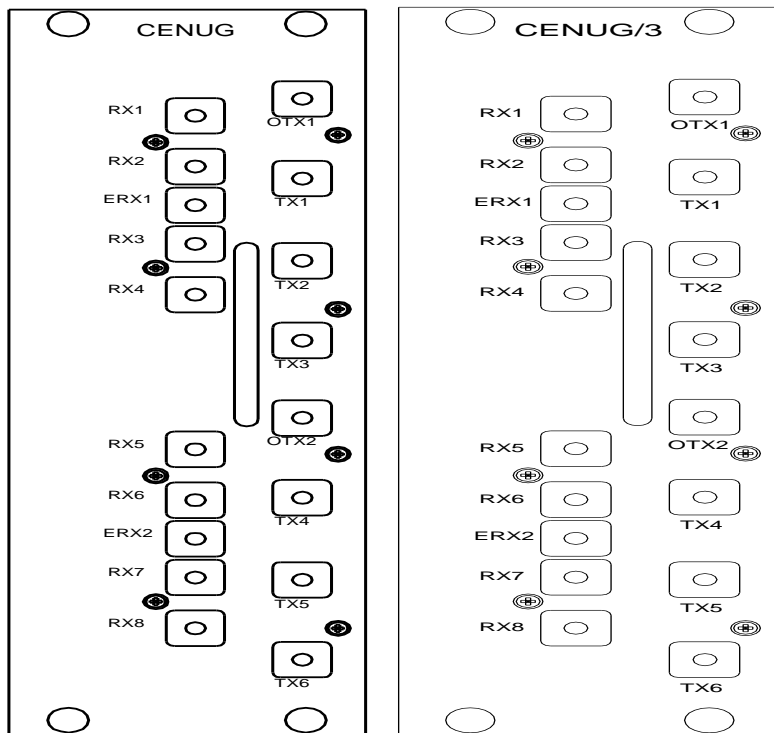 CENUG
RX1
OTX1
RX2
TX1
ERX1
RX3
TX2
RX4
TX3
OTX2
RX5
RX6
TX4
ERX2
RX7
TX5
RX8
TX6
CENUG/3
RX1
OTX1
RX2
TX1
ERX1
RX3
TX2
RX4
TX3
OTX2
RX5
RX6
TX4
ERX2
RX7
TX5
RX8
TX6